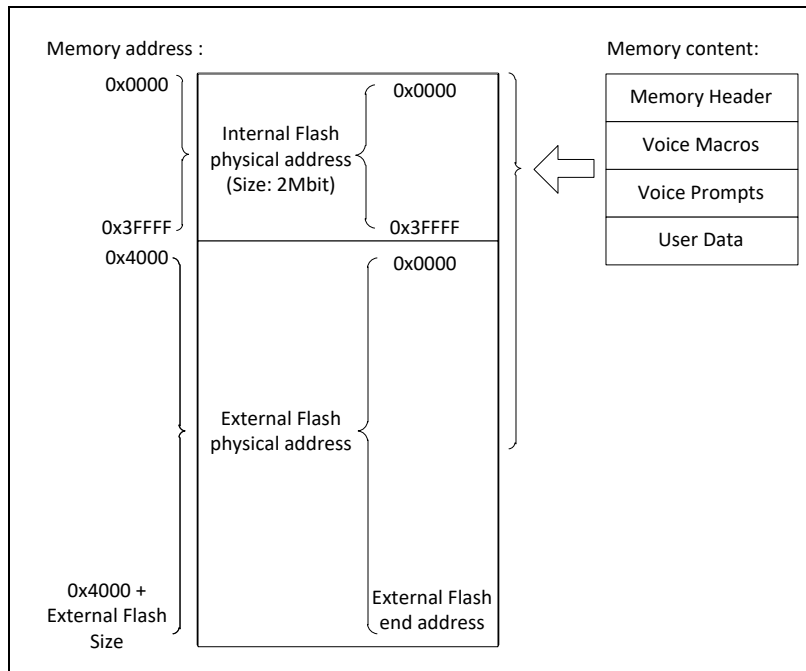 Memory address :
Memory content:
0x0000
0x0000
Memory Header
Internal Flash
physical address
(Size: 2Mbit)
Voice Macros
Voice Prompts
0x3FFFF
0x3FFFF
User Data
0x4000
0x0000
External Flash
physical address
0x4000 +
External Flash
Size
External Flash
end address